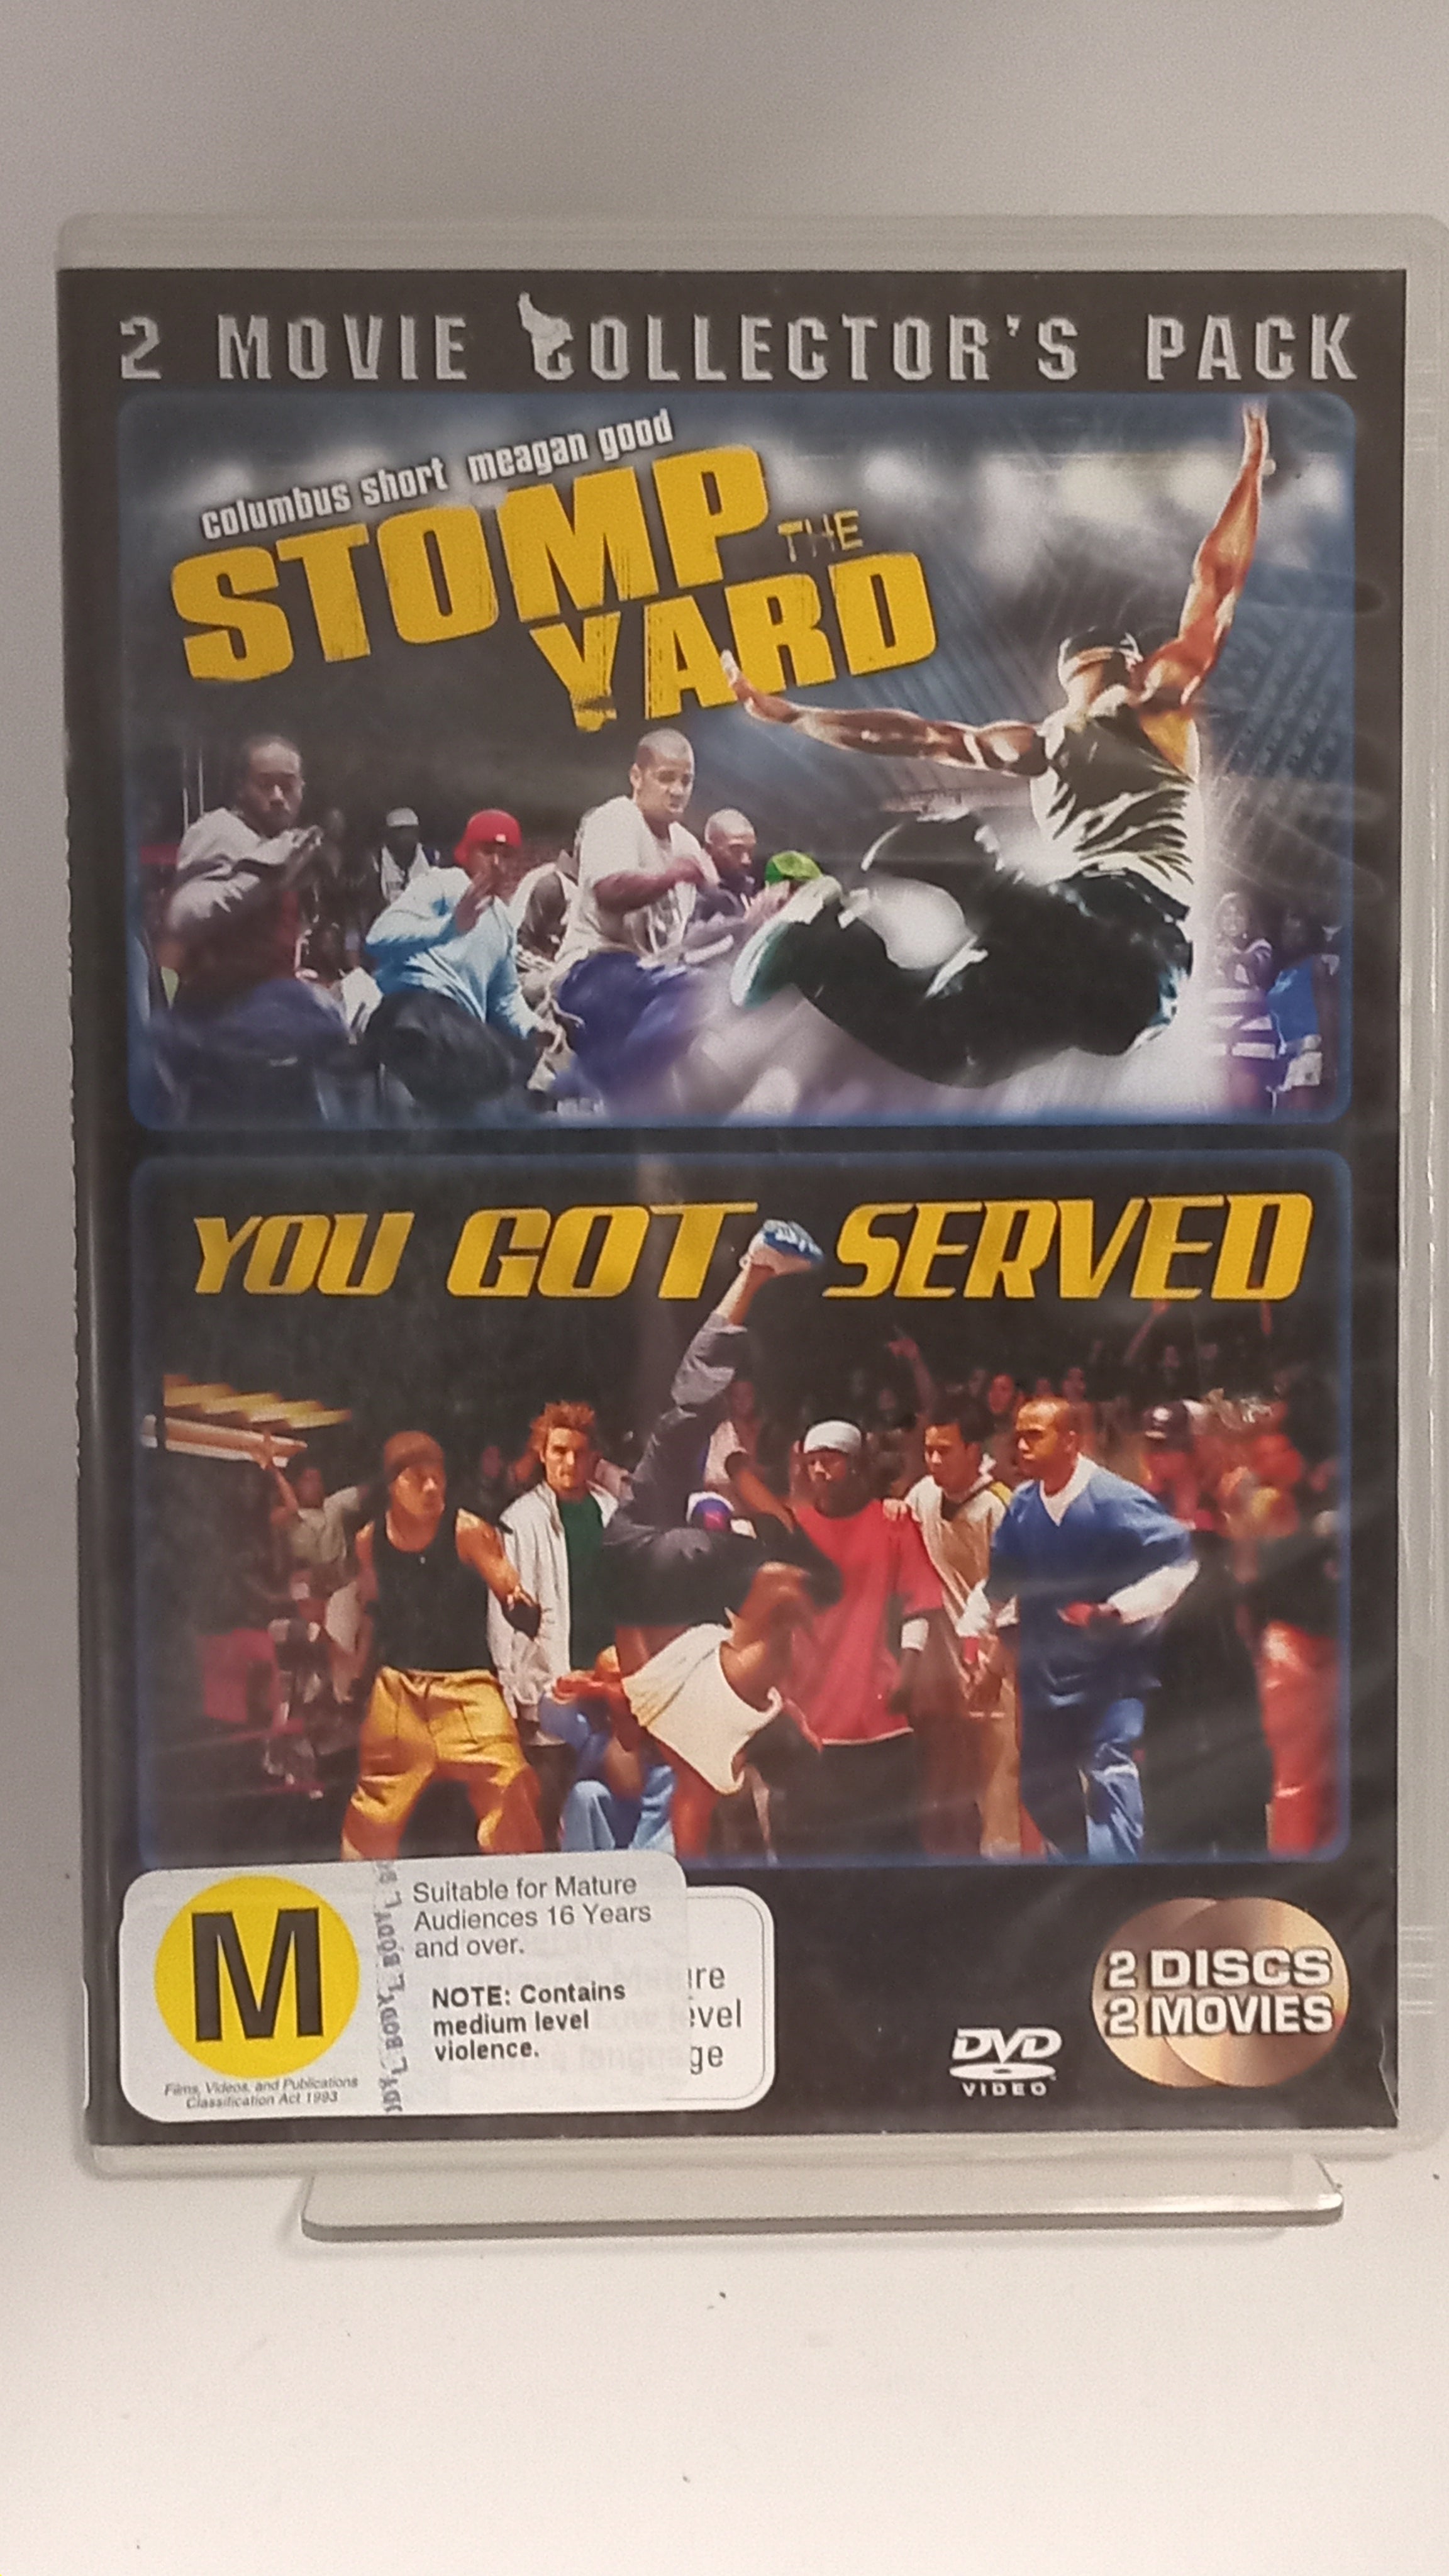 2 MOVIE COLLECTOR'S PACK
columbus short meagan good
STOMP
THE
YARD
YOU GOT SERVED
M
Films, Videos, and Publications
Classification Act 1993
Suitable for Mature
Audiences 16 Years
and over.
NOTE: Contains
medium level
violence.
DVD
VIDEO
2 DISCS
2 MOVIES